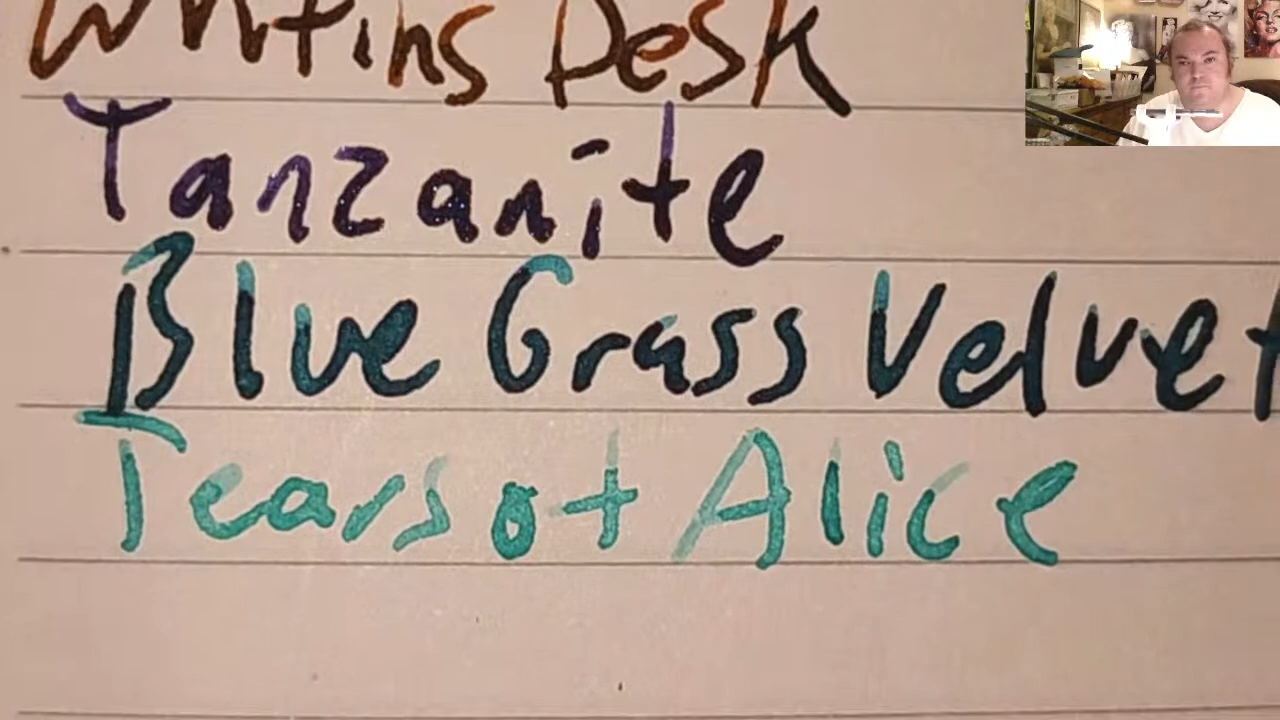 Writing Desk
Tanzanite
Blue Grass Velvet
Tears of Alice